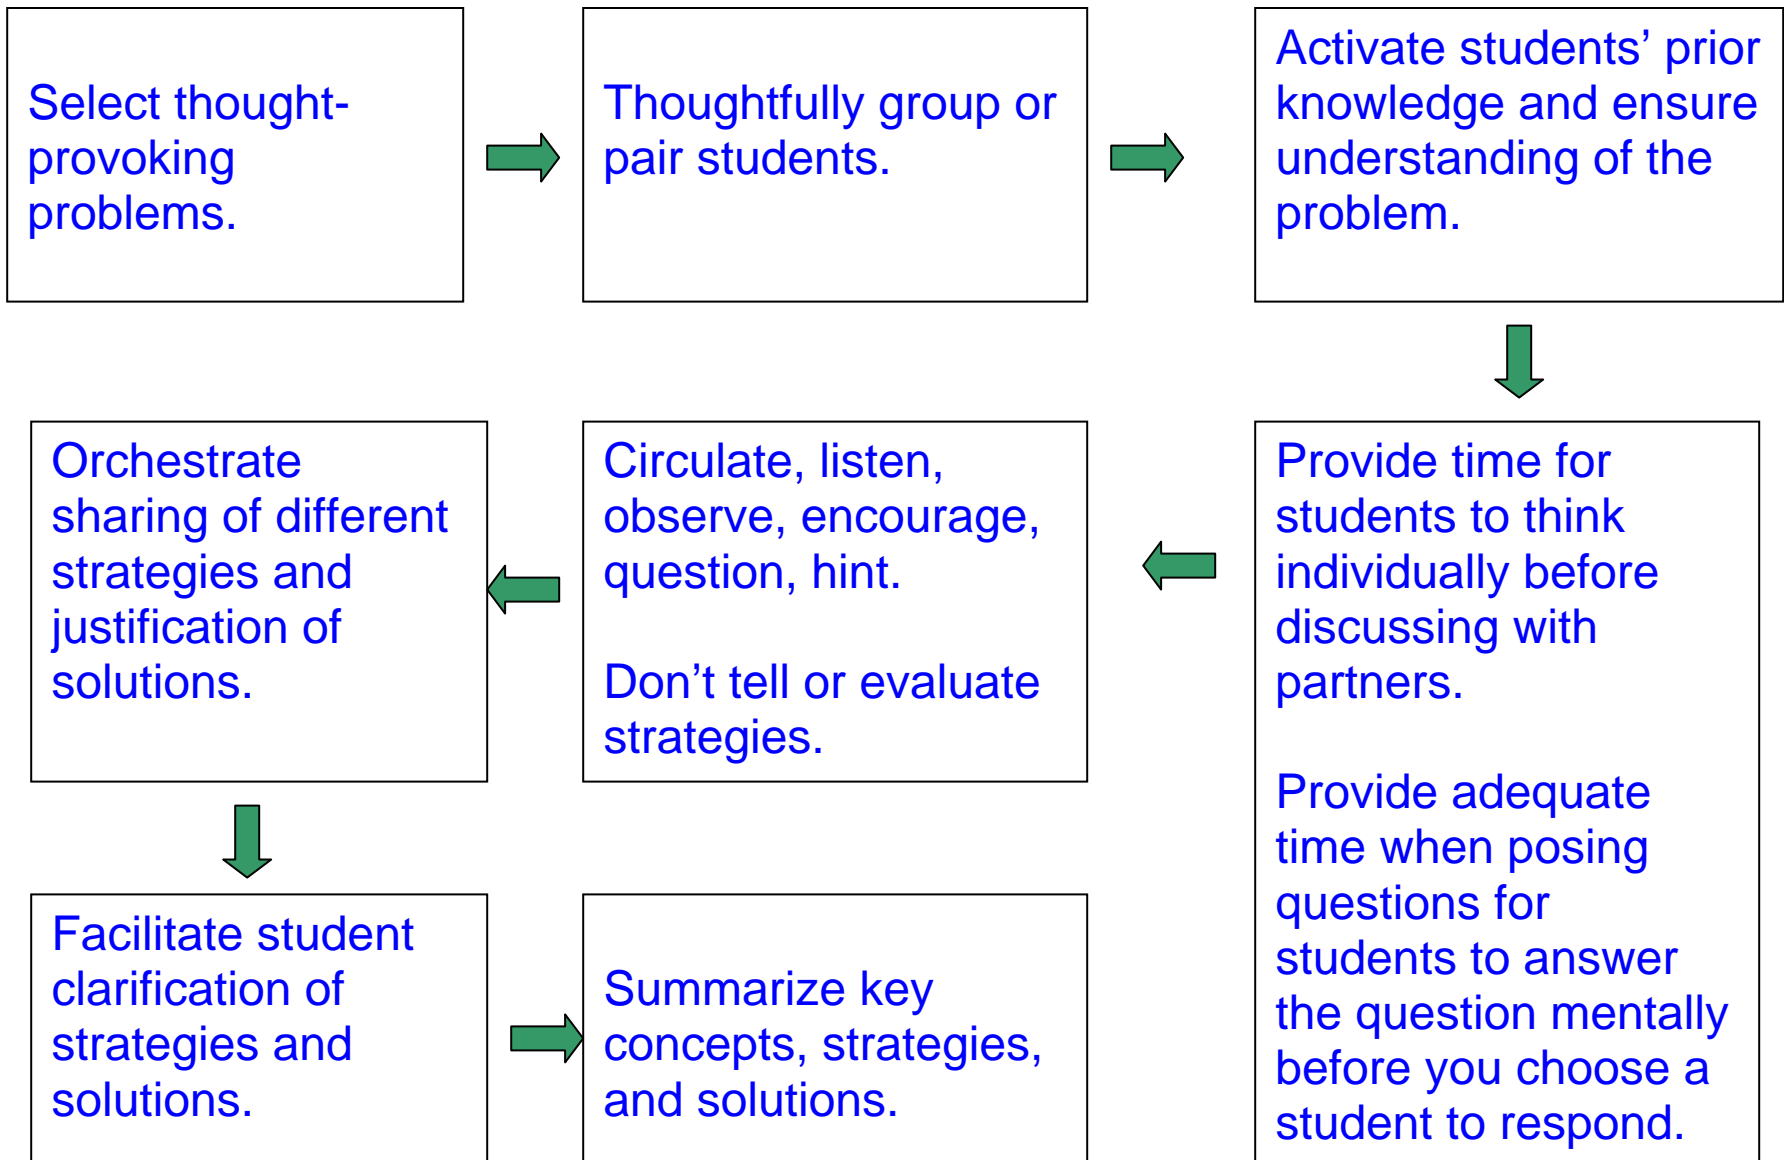 Select thought-
provoking
problems.
Thoughtfully group or
pair students.
Activate students’ prior
knowledge and ensure
understanding of the
problem.
Provide time for
students to think
individually before
discussing with
partners.
Provide adequate
time when posing
questions for
students to answer
the question mentally
before you choose a
student to respond.
Circulate, listen,
observe, encourage,
question, hint.
Don’t tell or evaluate
strategies.
Orchestrate
sharing of different
strategies and
justification of
solutions.
Facilitate student
clarification of
strategies and
solutions.
Summarize key
concepts, strategies,
and solutions.